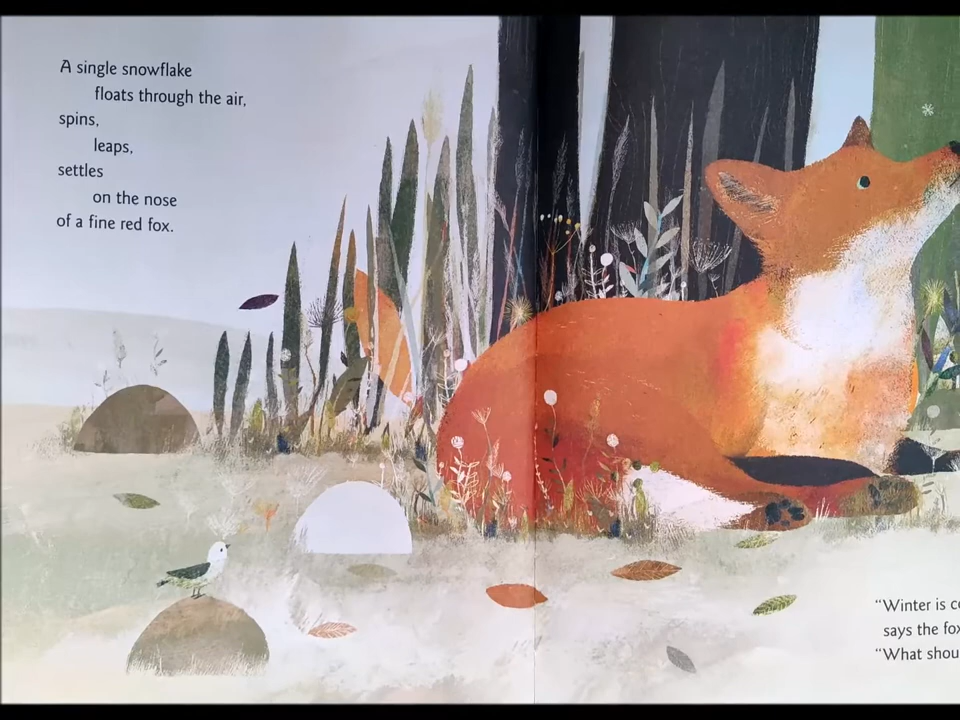 A single snowflake
floats through the air,
spins,
leaps,
settles
on the nose
of a fine red fox.
"Winter is
says the
"What